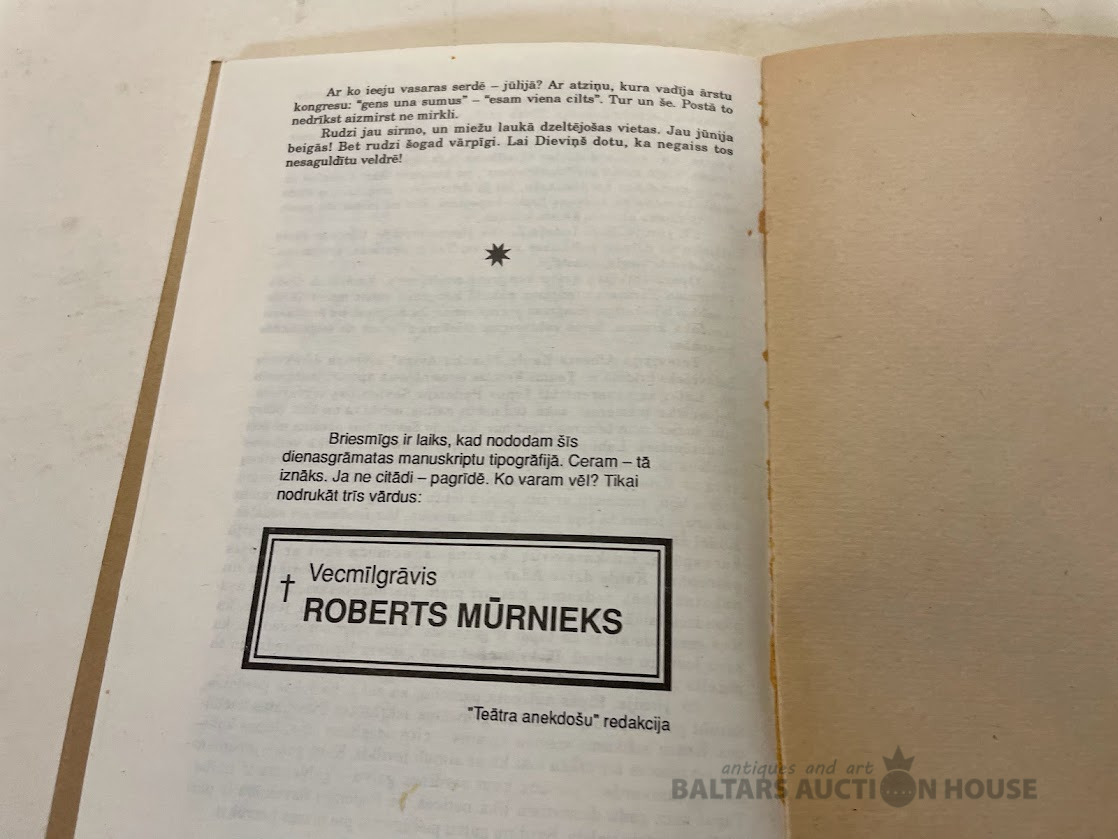 Ar ko ieeju vasaras serdē – jūlijā? Ar atziņu, kura vadīja ārstu
kongresu: "gens una sumus" – "esam viena cilts". Tur un še. Postā to
nedrīkst aizmirst ne mirkli.
Rudzi jau sirmo, un miežu laukā dzeltējošas vietas. Jau jūnija
beigās! Bet rudzi šogad vārpīgi. Lai Dieviņš dotu, ka negaiss tos
nesaguldītu veldrē!
Briesmīgs ir laiks, kad nododam šīs
dienasgrāmatas manuskriptu tipogrāfijā. Ceram – tā
iznāks. Ja ne citādi – pagrīdē. Ko varam vēl? Tikai
nodrukāt trīs vārdus:
† Vecmīlgrāvis
ROBERTS MŪRNIEKS
"Teātra anekdošu" redakcija
antiques and art
BALTARS AUCTION HOUSE